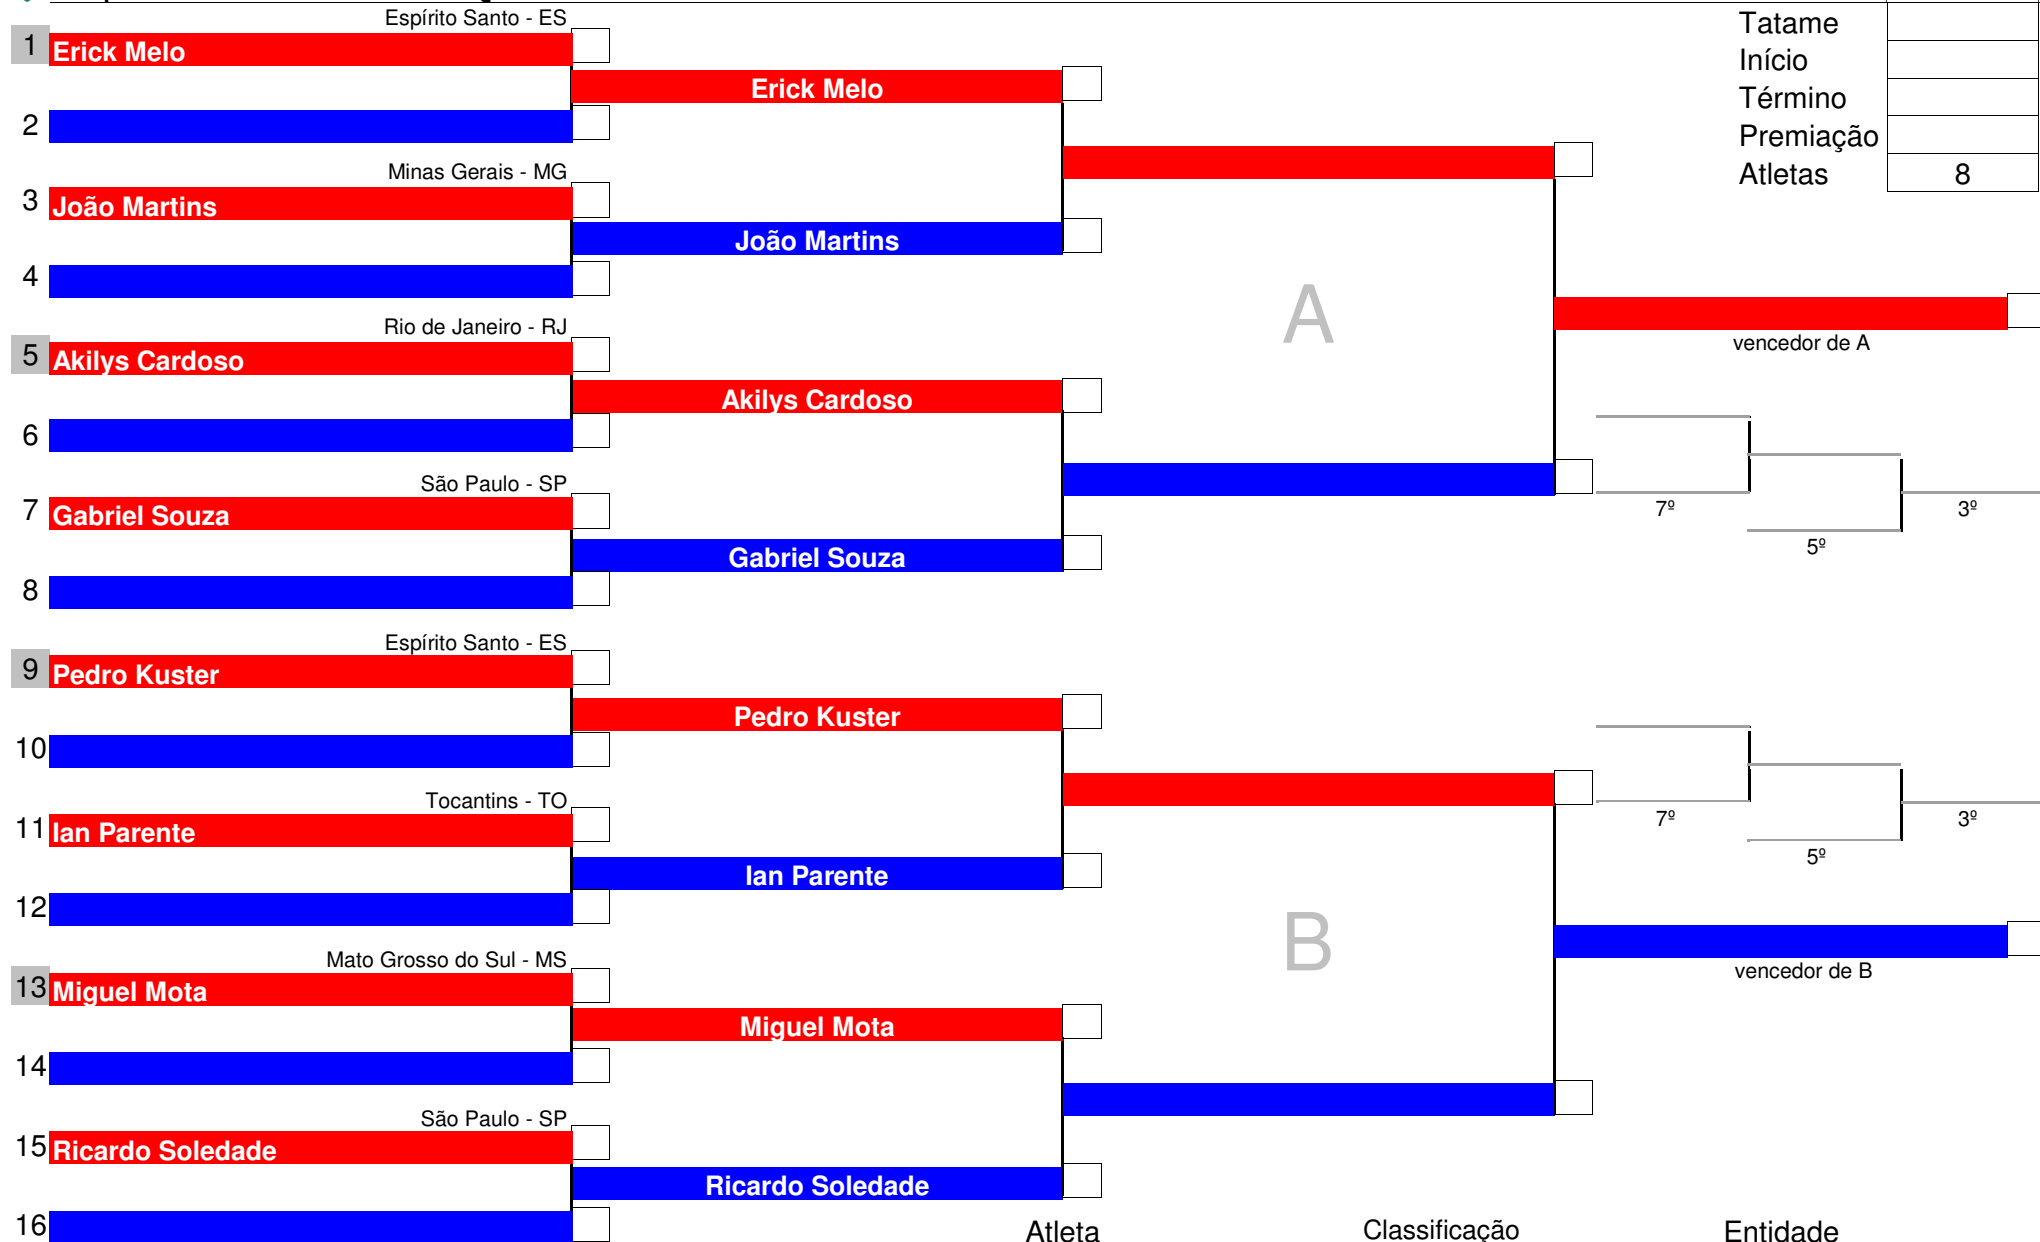 Espírito Santo - ES
1 Erick Melo
Erick Melo
2
Minas Gerais - MG
3 João Martins
João Martins
4
Rio de Janeiro - RJ
5 Akilys Cardoso
Akilys Cardoso
6
São Paulo - SP
7 Gabriel Souza
Gabriel Souza
8
Espírito Santo - ES
9 Pedro Kuster
Pedro Kuster
10
Tocantins - TO
11 Ian Parente
Ian Parente
12
Mato Grosso do Sul - MS
13 Miguel Mota
Miguel Mota
14
São Paulo - SP
15 Ricardo Soledade
Ricardo Soledade
16
A
B
Tatame
Início
Término
Premiação
Atletas 8
vencedor de A
7º
5º
3º
7º
5º
3º
vencedor de B
Atleta Classificação Entidade